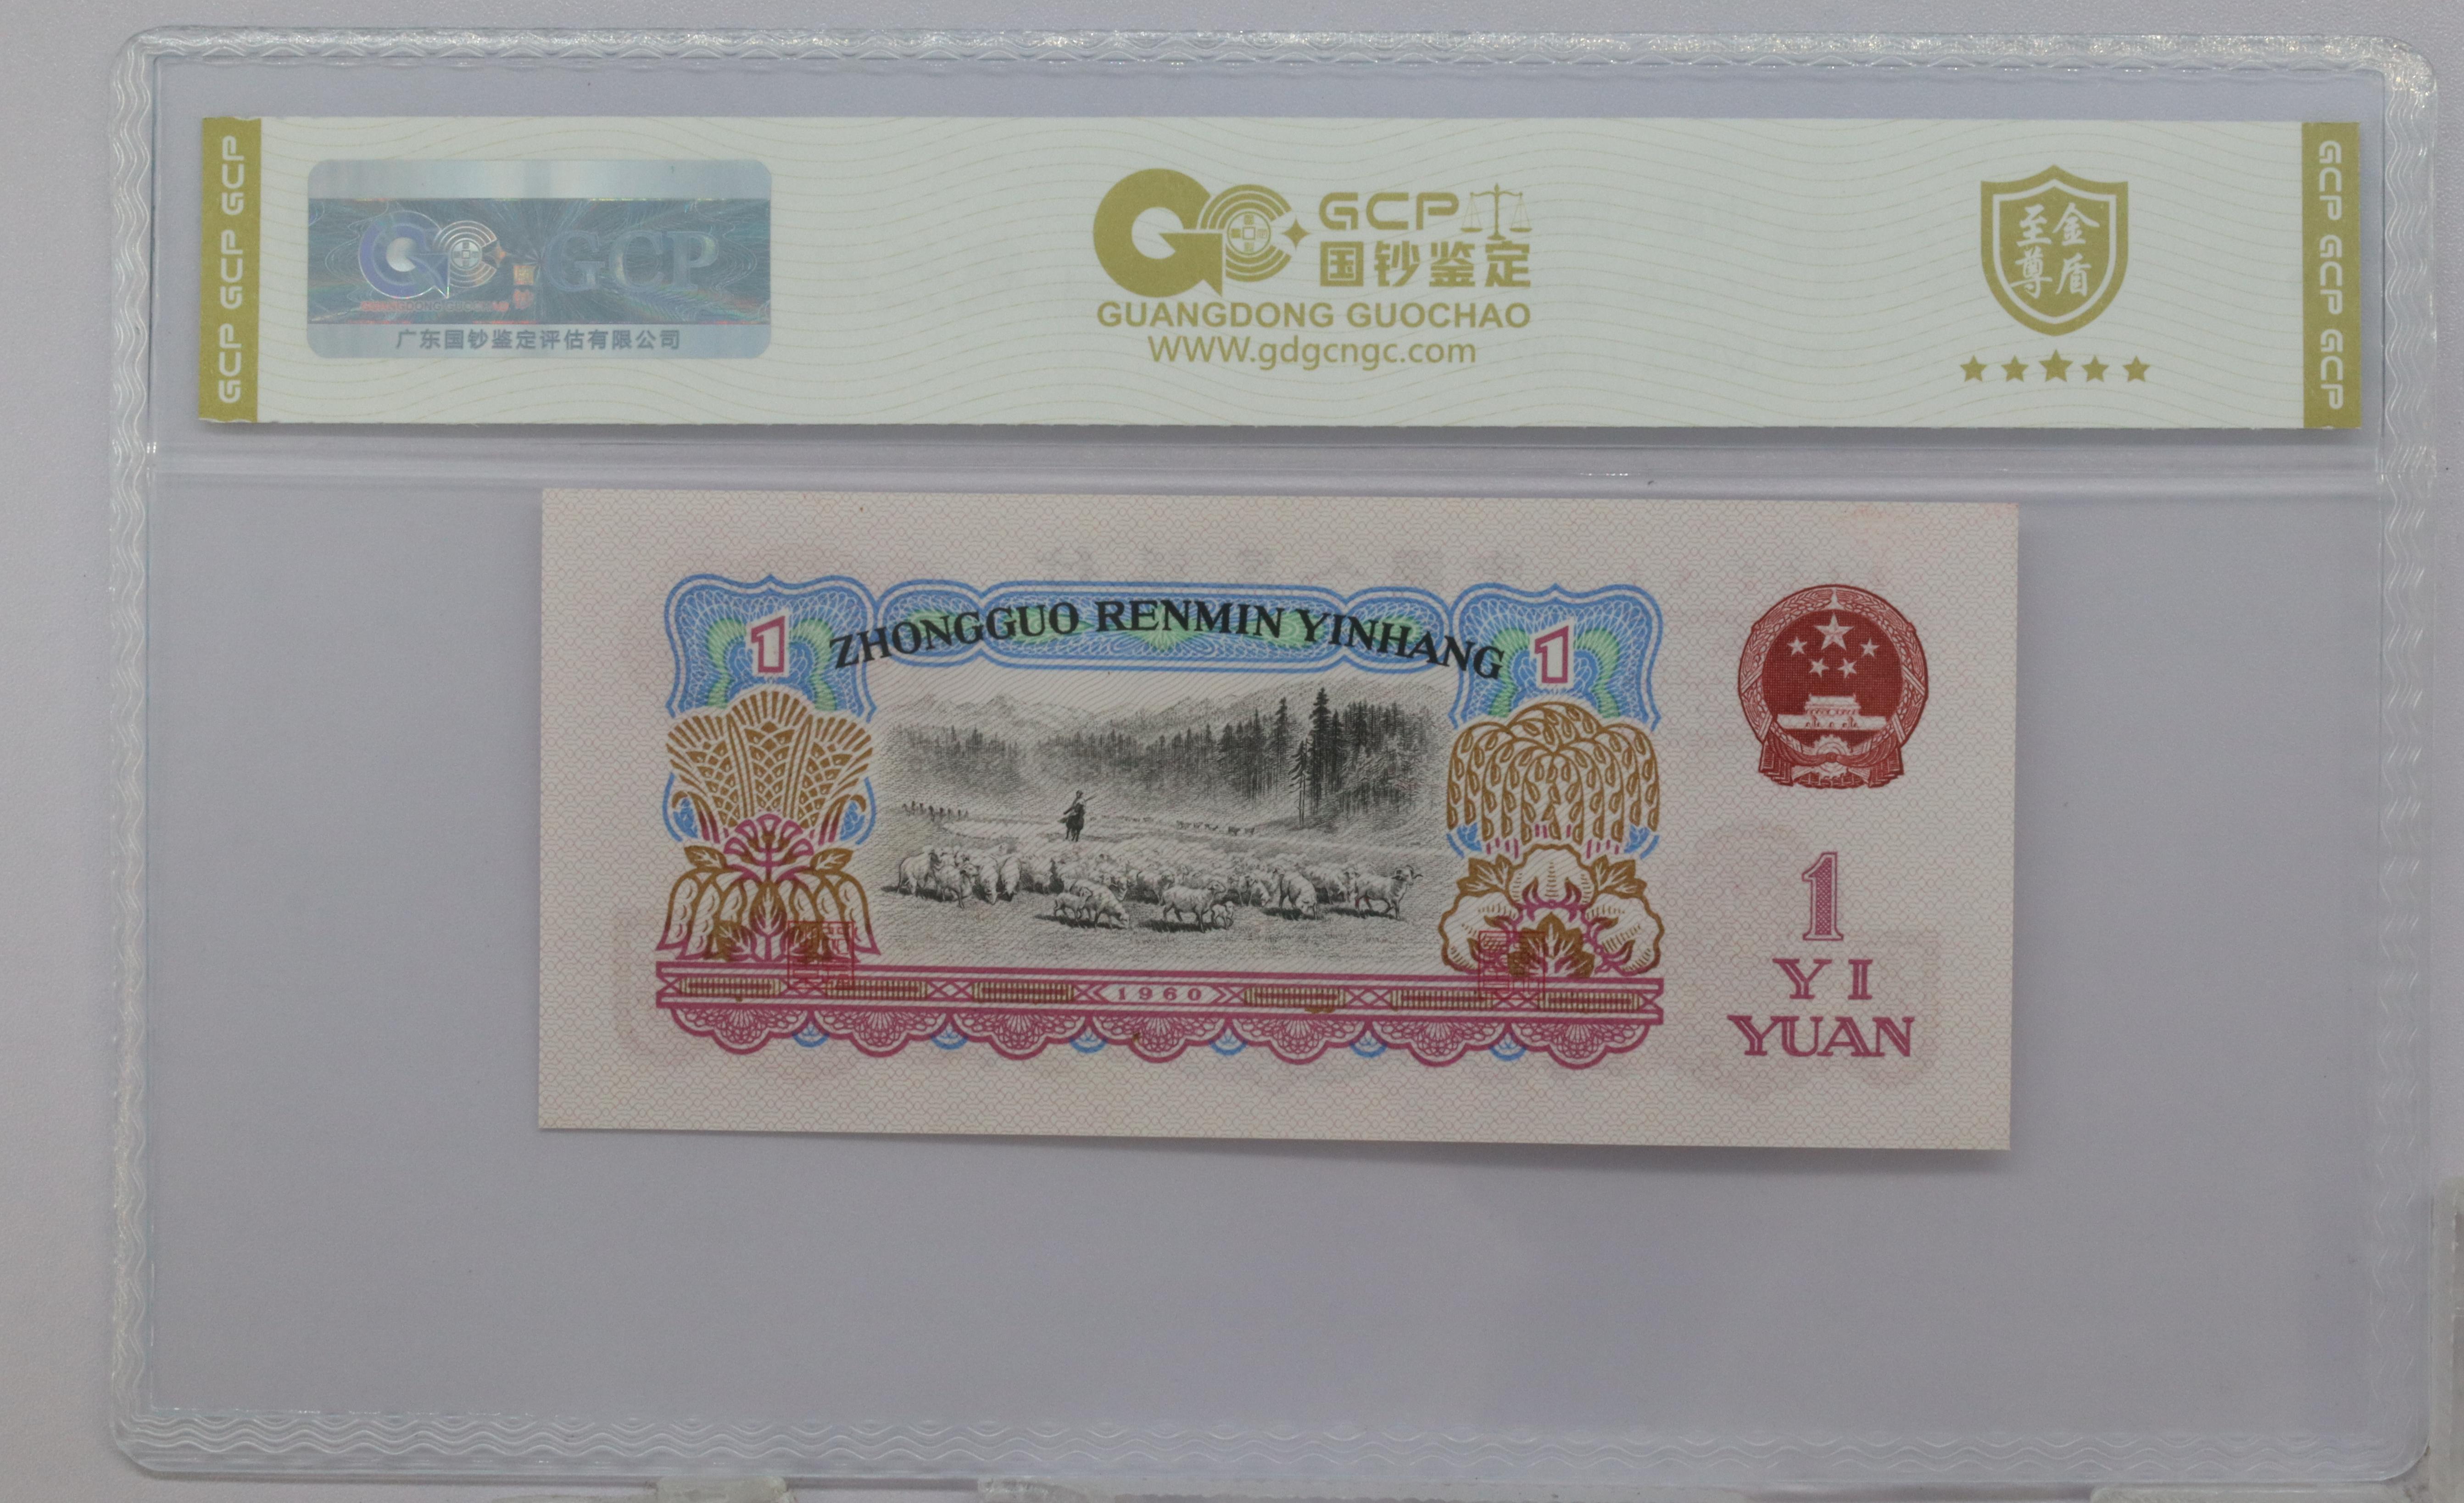 GCP GCP GCP
GCP
GUANGDONG GUOCHAO
广东国钞鉴定评估有限公司
GCP
国钞鉴定
GUANGDONG GUOCHAO
www.gdgcngc.com
金盾
至尊
GCP GCP GCP
ZHONGGUO RENMIN YINHANG
1
1
1960
1
YI
YUAN